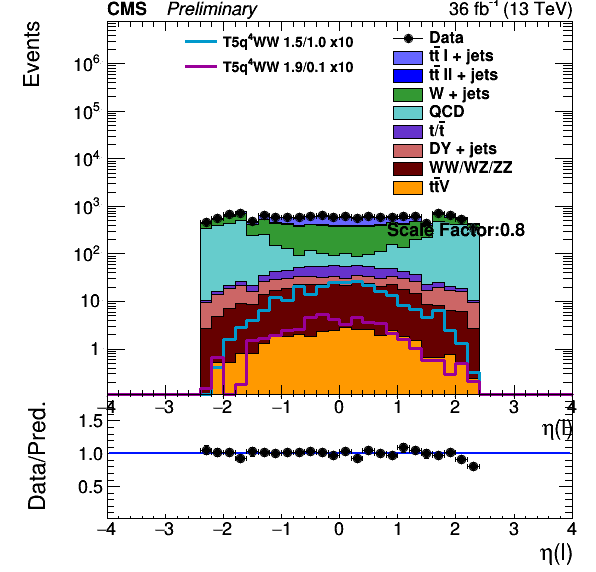 CMS Preliminary 36 fb⁻¹ (13 TeV)
Events
T5q⁴WW 1.5/1.0 x10
T5q⁴WW 1.9/0.1 x10
Data
tt̄ l + jets
tt̄ ll + jets
W + jets
QCD
t/t̄
DY + jets
WW/WZ/ZZ
tt̄V
Scale Factor:0.8
10⁶
10⁵
10⁴
10³
10²
10
1
−4 −3 −2 −1 0 1 2 3 4
η(l)
Data/Pred.
1.5
1.0
0.5
−4 −3 −2 −1 0 1 2 3 4
η(l)